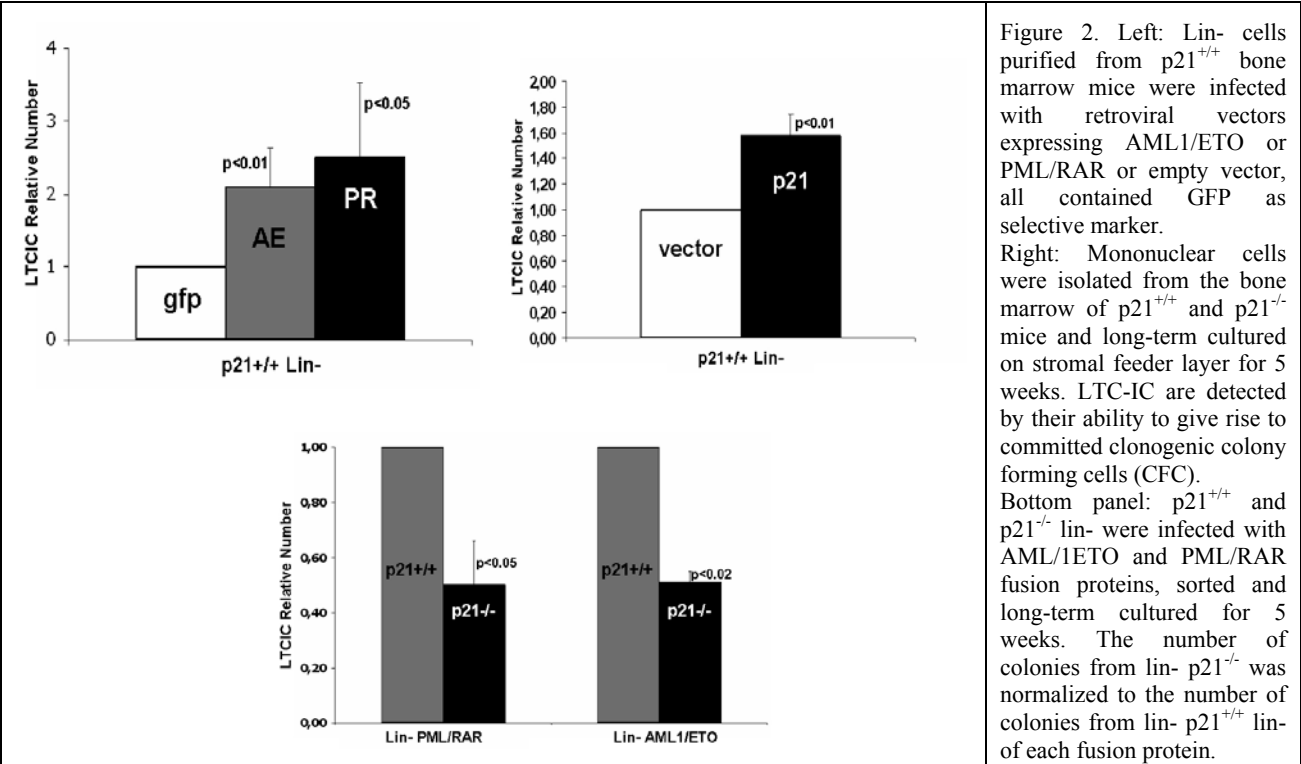 LTCIC Relative Number
4
3
2
1
0
p<0.01
p<0.05
gfp
AE
PR
p21+/+ Lin-
LTCIC Relative Number
2,00
1,80
1,60
1,40
1,20
1,00
0,80
0,60
0,40
0,20
0,00
p<0.01
vector
p21
p21+/+ Lin-
LTCIC Relative Number
1,00
0,80
0,60
0,40
0,20
0,00
p21+/+
p<0.05
p21-/-
p21+/+
p<0.02
p21-/-
Lin- PML/RAR
Lin- AML1/ETO
Figure 2. Left: Lin- cells
purified from p21+/+ bone
marrow mice were infected
with retroviral vectors
expressing AML1/ETO or
PML/RAR or empty vector,
all contained GFP as
selective marker.
Right: Mononuclear cells
were isolated from the bone
marrow of p21+/+ and p21-/-
mice and long-term cultured
on stromal feeder layer for 5
weeks. LTC-IC are detected
by their ability to give rise to
committed clonogenic colony
forming cells (CFC).
Bottom panel: p21+/+ and
p21-/- lin- were infected with
AML/1ETO and PML/RAR
fusion proteins, sorted and
long-term cultured for 5
weeks. The number of
colonies from lin- p21-/- was
normalized to the number of
colonies from lin- p21+/+ lin-
of each fusion protein.